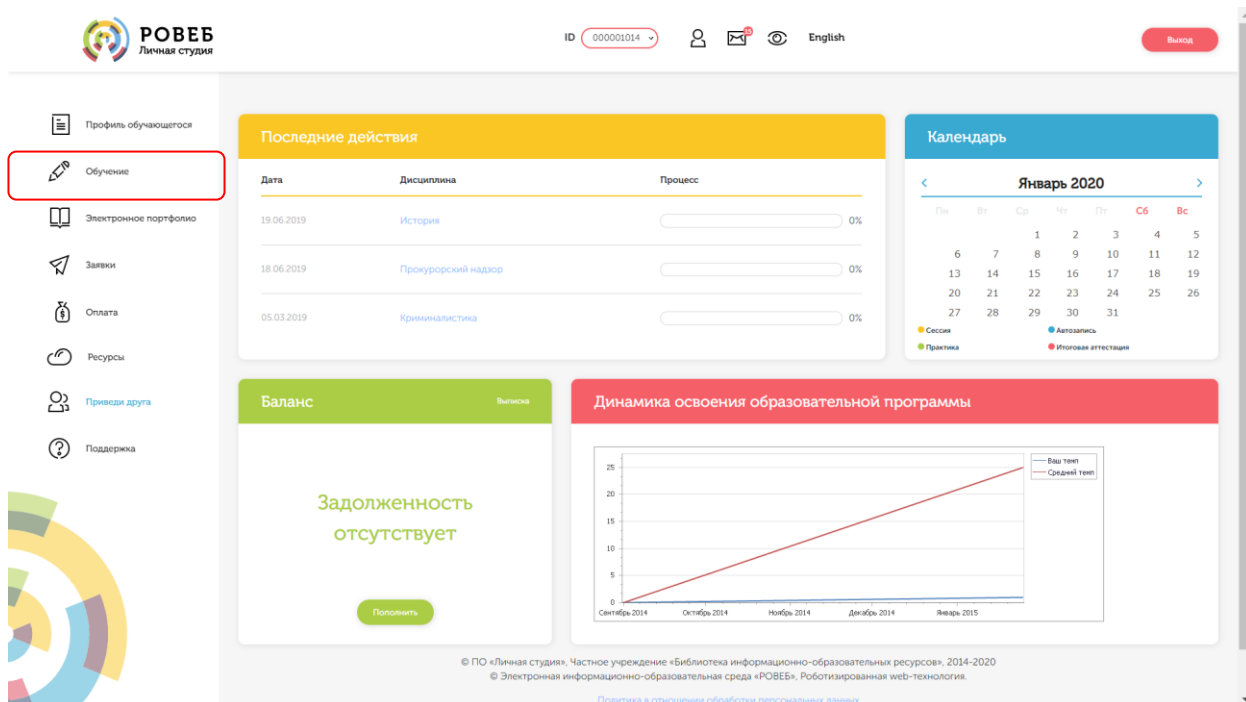 РОВЕБ
Личная студия
ID 000001014
English
Выход
Профиль обучающегося
Обучение
Электронное портфолио
Заявки
Оплата
Ресурсы
Приведи друга
Поддержка
Последние действия
Дата Дисциплина Процесс
19.06.2019 История 0%
18.06.2019 Прокурорский надзор 0%
05.03.2019 Криминалистика 0%
Календарь
Январь 2020
Пн Вт Ср Чт Пт Сб Вс
1 2 3 4 5
6 7 8 9 10 11 12
13 14 15 16 17 18 19
20 21 22 23 24 25 26
27 28 29 30 31
Сессия Автозапись
Практика Итоговая аттестация
Баланс Выписка
Задолженность
отсутствует
Пополнить
Динамика освоения образовательной программы
25
20
15
10
5
0
Сентябрь 2014 Октябрь 2014 Ноябрь 2014 Декабрь 2014 Январь 2015
Ваш темп
Средний темп
© ПО «Личная студия», Частное учреждение «Библиотека информационно-образовательных ресурсов», 2014-2020
© Электронная информационно-образовательная среда «РОВЕБ», Роботизированная web-технология.
Политика в отношении обработки персональных данных